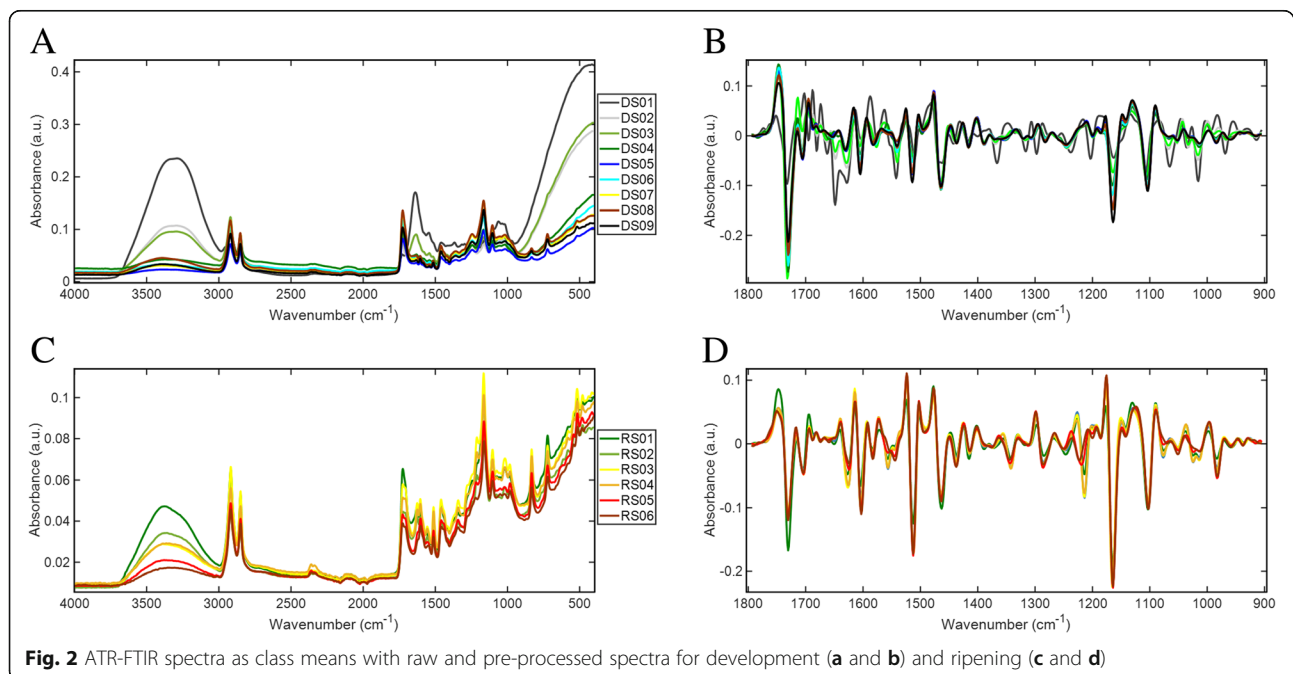 A
Absorbance (a.u.)
0.4
0.3
0.2
0.1
0
4000 3500 3000 2500 2000 1500 1000 500
Wavenumber (cm-1)
DS01
DS02
DS03
DS04
DS05
DS06
DS07
DS08
DS09
B
Absorbance (a.u.)
0.1
0
-0.1
-0.2
1800 1700 1600 1500 1400 1300 1200 1100 1000 900
Wavenumber (cm-1)
C
Absorbance (a.u.)
0.1
0.08
0.06
0.04
0.02
4000 3500 3000 2500 2000 1500 1000 500
Wavenumber (cm-1)
RS01
RS02
RS03
RS04
RS05
RS06
D
Absorbance (a.u.)
0.1
0
-0.1
-0.2
1800 1700 1600 1500 1400 1300 1200 1100 1000 900
Wavenumber (cm-1)
Fig. 2 ATR-FTIR spectra as class means with raw and pre-processed spectra for development (a and b) and ripening (c and d)